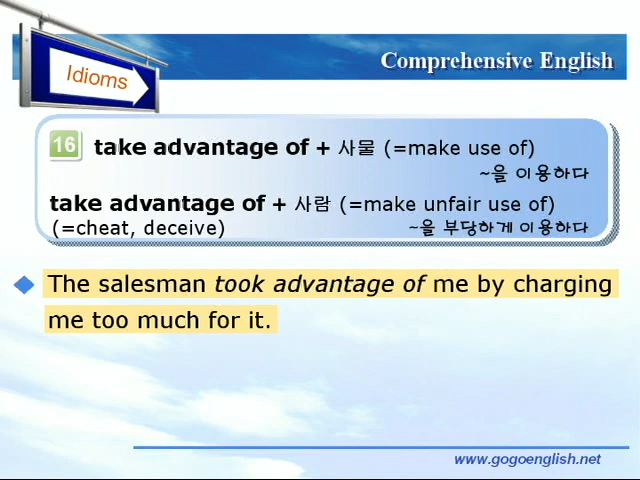 Idioms
Comprehensive English
16 take advantage of + 사물 (=make use of)
~을 이용하다
take advantage of + 사람 (=make unfair use of)
(=cheat, deceive) ~을 부당하게 이용하다
The salesman took advantage of me by charging
me too much for it.
www.gogoenglish.net